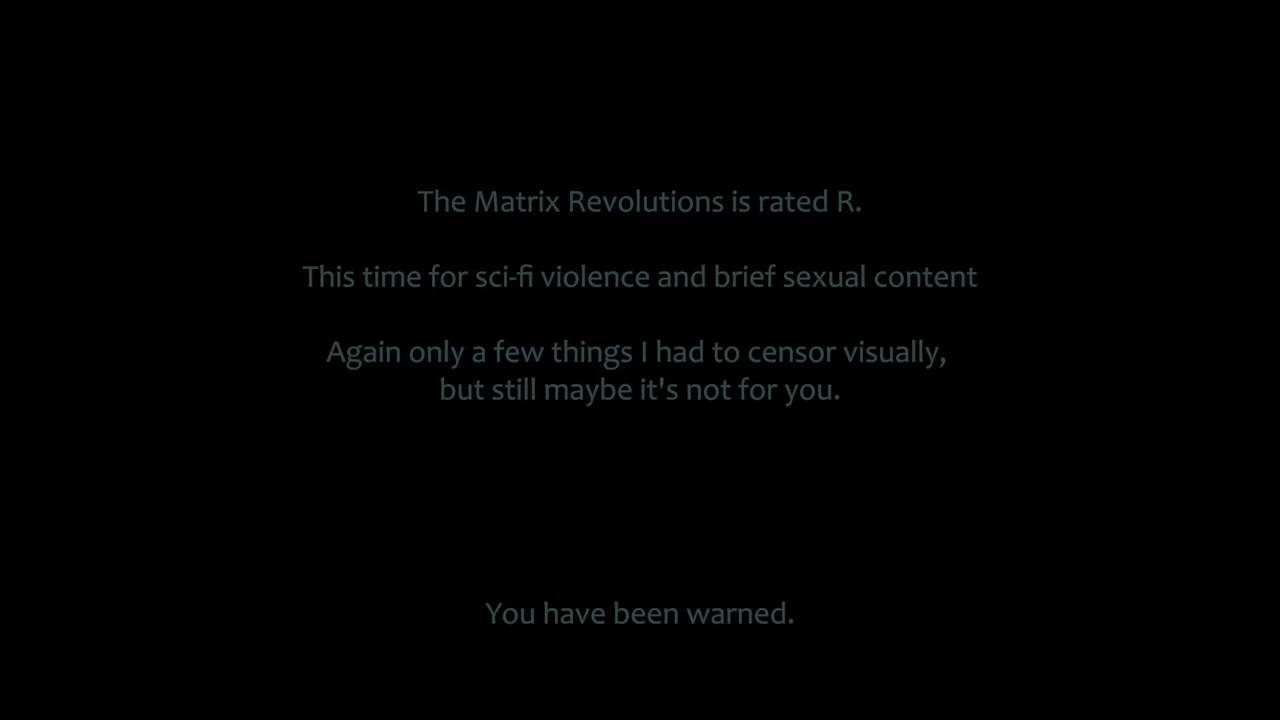 The Matrix Revolutions is rated R.
This time for sci-fi violence and brief sexual content
Again only a few things I had to censor visually,
but still maybe it's not for you.
You have been warned.